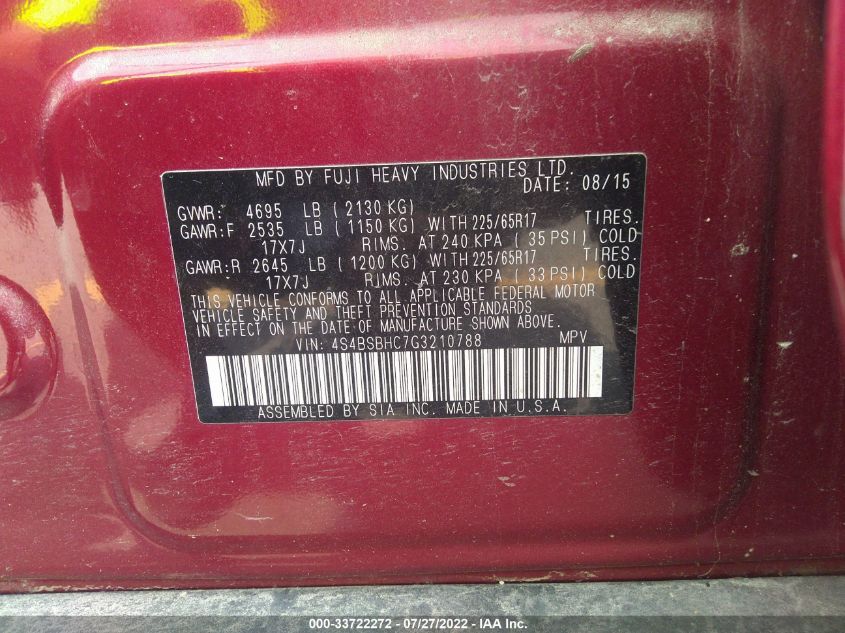 MFD BY FUJI HEAVY INDUSTRIES LTD.
DATE: 08/15
GVWR: 4695 LB ( 2130 KG)
GAWR:F 2535 LB ( 1150 KG) WITH 225/65R17 TIRES.
17X7J RIMS. AT 240 KPA ( 35 PSI) COLD
GAWR:R 2645 LB ( 1200 KG) WITH 225/65R17 TIRES.
17X7J RIMS. AT 230 KPA ( 33 PSI) COLD
THIS VEHICLE CONFORMS TO ALL APPLICABLE FEDERAL MOTOR
VEHICLE SAFETY AND THEFT PREVENTION STANDARDS
IN EFFECT ON THE DATE OF MANUFACTURE SHOWN ABOVE.
VIN: 4S4BSBHC7G3210788 MPV
ASSEMBLED BY SIA INC. MADE IN U.S.A.
000-33722272 - 07/27/2022 - IAA Inc.